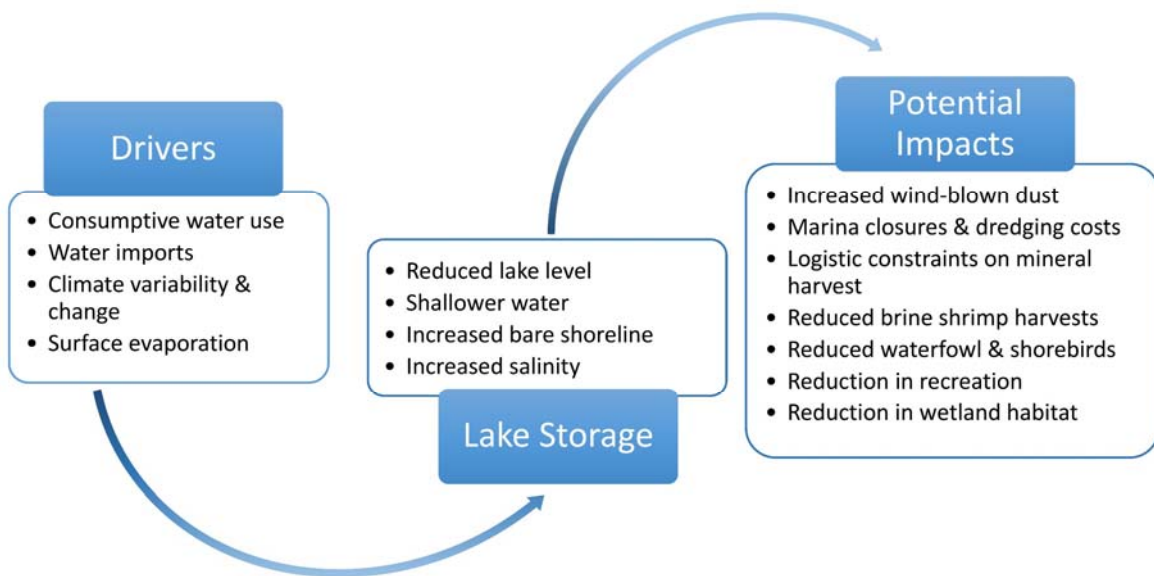 Drivers
• Consumptive water use
• Water imports
• Climate variability &
change
• Surface evaporation
• Reduced lake level
• Shallower water
• Increased bare shoreline
• Increased salinity
Lake Storage
Potential
Impacts
• Increased wind-blown dust
• Marina closures & dredging costs
• Logistic constraints on mineral
harvest
• Reduced brine shrimp harvests
• Reduced waterfowl & shorebirds
• Reduction in recreation
• Reduction in wetland habitat